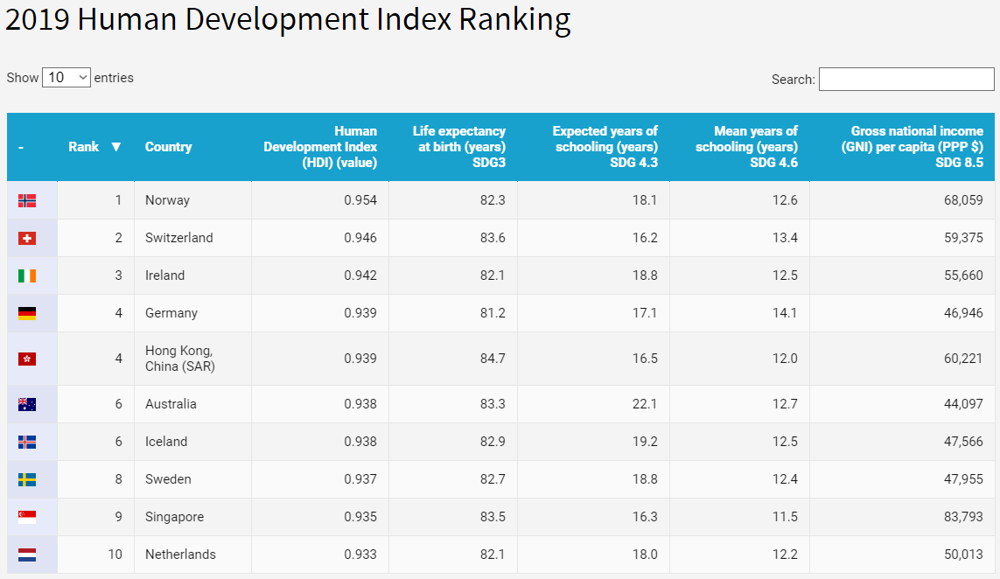 2019 Human Development Index Ranking
Show 10 entries
Search:
- Rank ▼ Country Human Development Index (HDI) (value) Life expectancy at birth (years) SDG3 Expected years of schooling (years) SDG 4.3 Mean years of schooling (years) SDG 4.6 Gross national income (GNI) per capita (PPP $) SDG 8.5
1 Norway 0.954 82.3 18.1 12.6 68,059
2 Switzerland 0.946 83.6 16.2 13.4 59,375
3 Ireland 0.942 82.1 18.8 12.5 55,660
4 Germany 0.939 81.2 17.1 14.1 46,946
4 Hong Kong, China (SAR) 0.939 84.7 16.5 12.0 60,221
6 Australia 0.938 83.3 22.1 12.7 44,097
6 Iceland 0.938 82.9 19.2 12.5 47,566
8 Sweden 0.937 82.7 18.8 12.4 47,955
9 Singapore 0.935 83.5 16.3 11.5 83,793
10 Netherlands 0.933 82.1 18.0 12.2 50,013